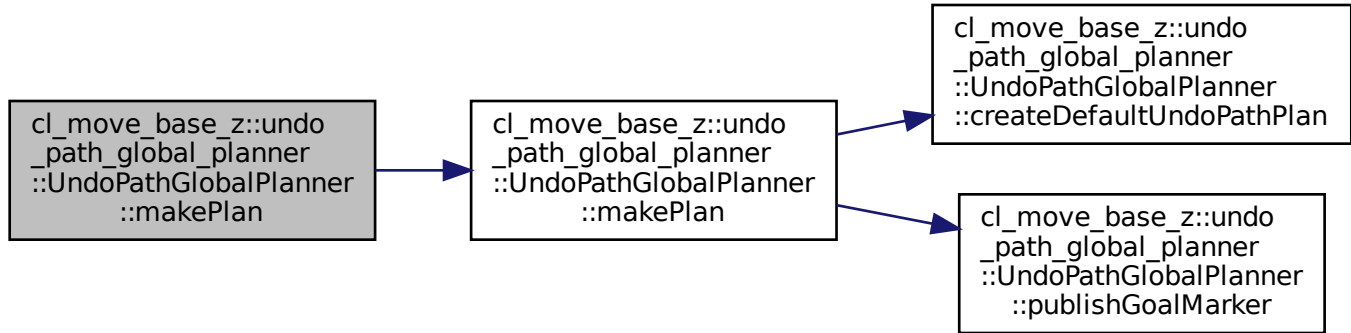 cl_move_base_z::undo
_path_global_planner
::UndoPathGlobalPlanner
::makePlan
cl_move_base_z::undo
_path_global_planner
::UndoPathGlobalPlanner
::makePlan
cl_move_base_z::undo
_path_global_planner
::UndoPathGlobalPlanner
::createDefaultUndoPathPlan
cl_move_base_z::undo
_path_global_planner
::UndoPathGlobalPlanner
::publishGoalMarker